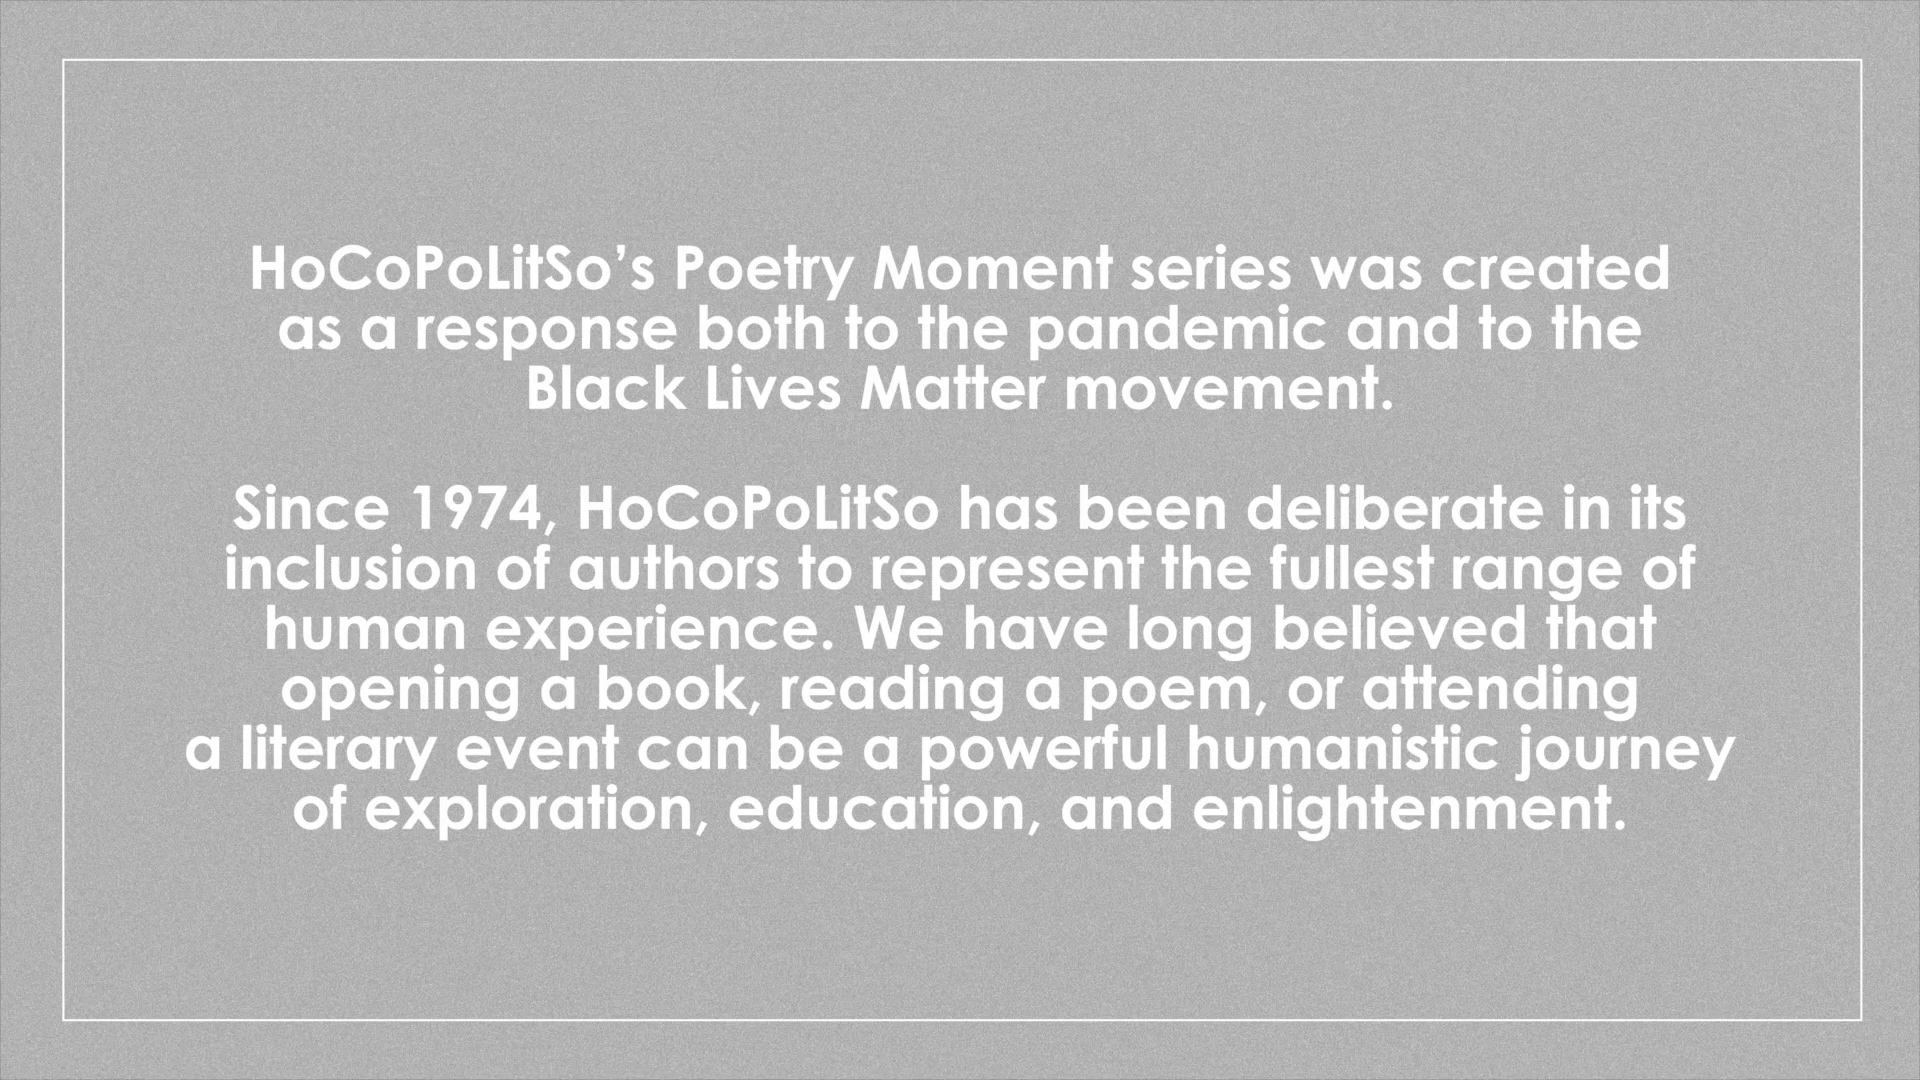 HoCoPoLitSo’s Poetry Moment series was created
as a response both to the pandemic and to the
Black Lives Matter movement.
Since 1974, HoCoPoLitSo has been deliberate in its
inclusion of authors to represent the fullest range of
human experience. We have long believed that
opening a book, reading a poem, or attending
a literary event can be a powerful humanistic journey
of exploration, education, and enlightenment.